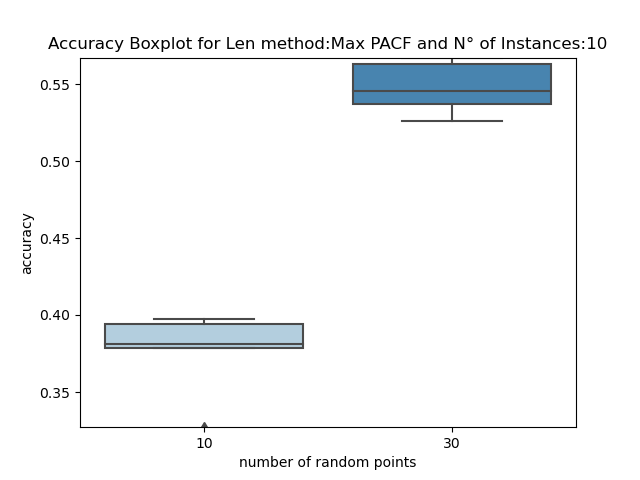 Accuracy Boxplot for Len method:Max PACF and N° of Instances:10
0.55
0.50
0.45
0.40
0.35
accuracy
10 30
number of random points